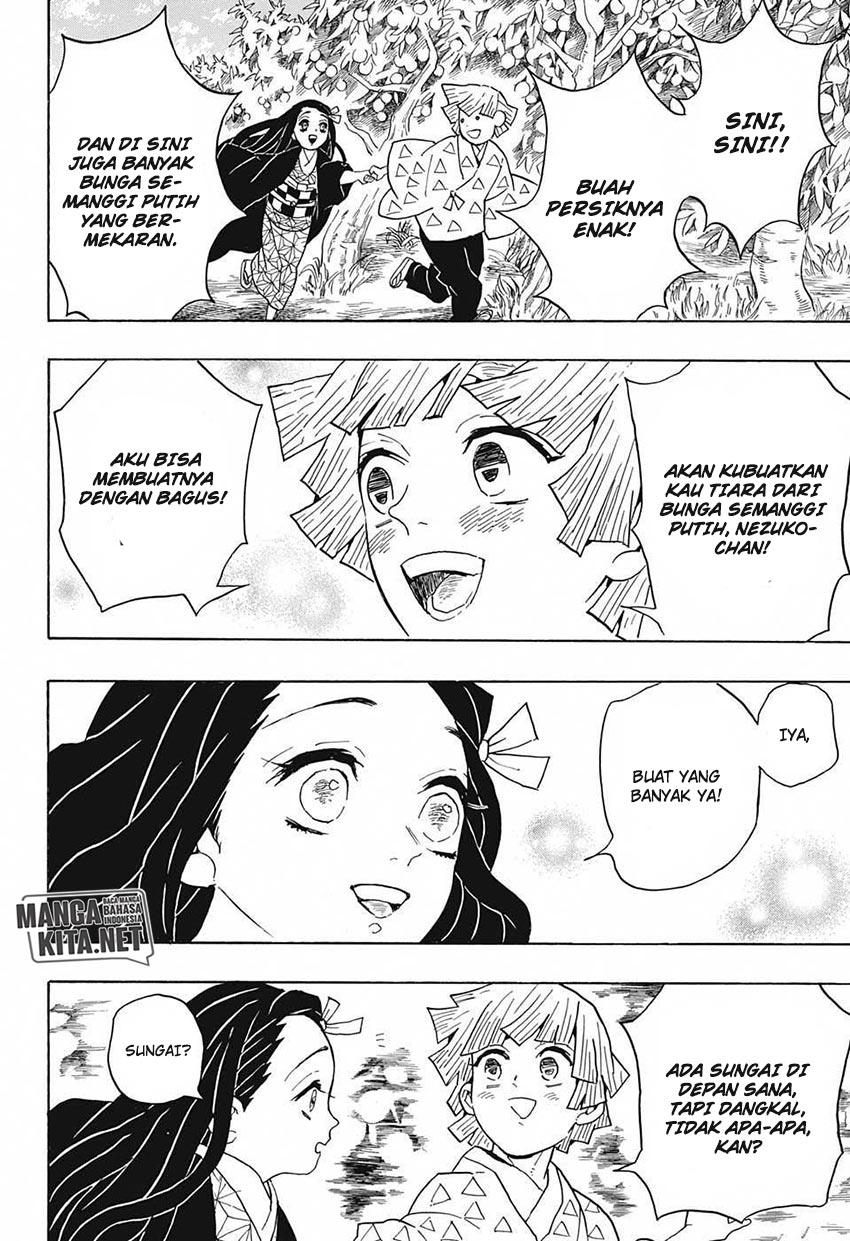 SINI,
SINI!!
BUAH
PERSIKNYA
ENAK!
DAN DI SINI
JUGA BANYAK
BUNGA SE-
MANGGI PUTIH
YANG BER-
MEKARAN.
AKAN KUBUATKAN
KAU TIARA DARI
BUNGA SEMANGGI
PUTIH, NEZUKO-
CHAN!
AKU BISA
MEMBUATNYA
DENGAN BAGUS!
IYA,
BUAT YANG
BANYAK YA!
MANGA
KITA.NET
BACA MANGA
BAHASA
INDONESIA
ADA SUNGAI DI
DEPAN SANA,
TAPI DANGKAL,
TIDAK APA-APA,
KAN?
SUNGAI?